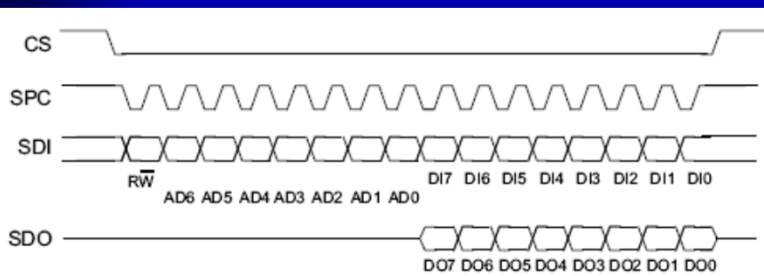 CS
SPC
SDI
RW̅ DI7 DI6 DI5 DI4 DI3 DI2 DI1 DI0
AD6 AD5 AD4 AD3 AD2 AD1 AD0
SDO
DO7 DO6 DO5 DO4 DO3 DO2 DO1 DO0